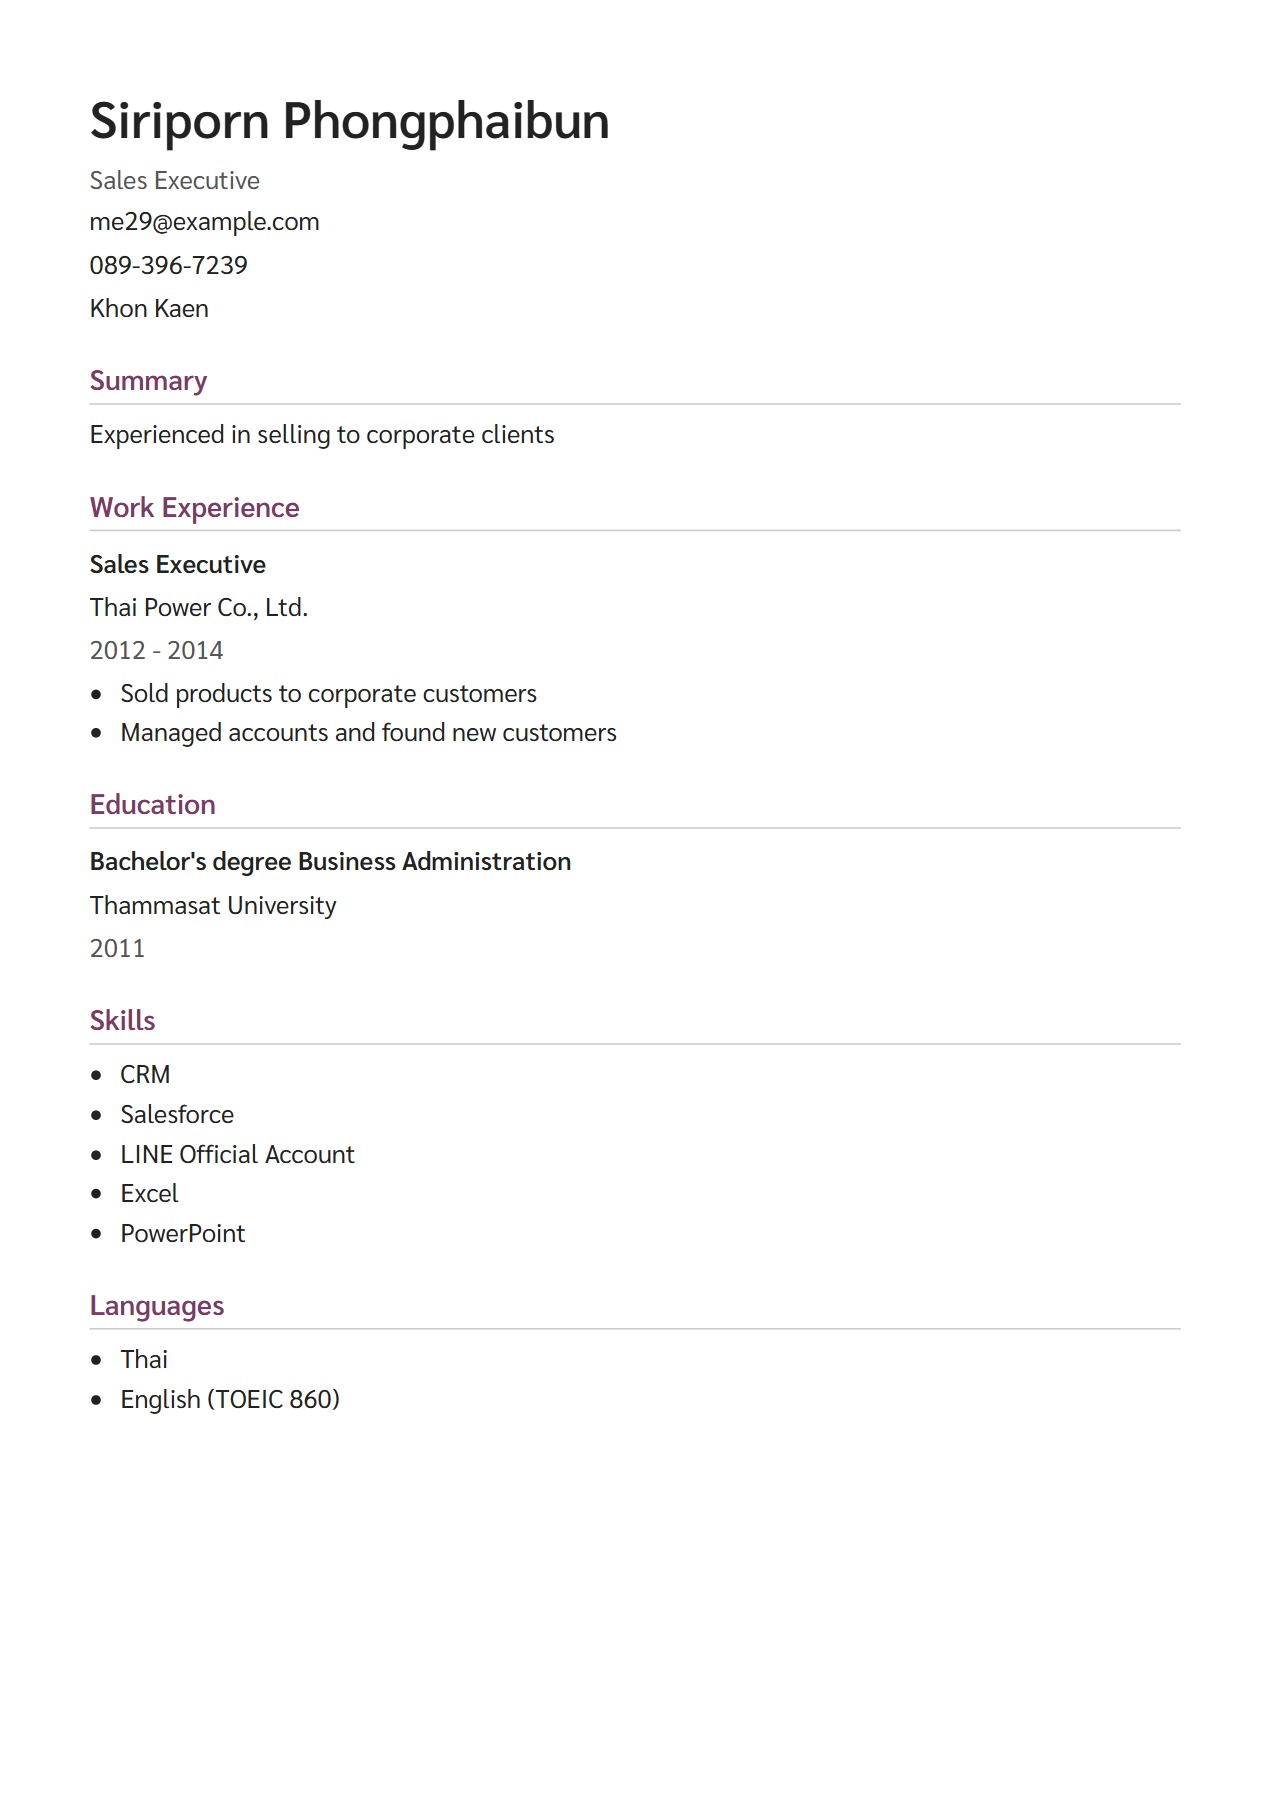 Siriporn Phongphaibun
Sales Executive
me29@example.com
089-396-7239
Khon Kaen
Summary
Experienced in selling to corporate clients
Work Experience
Sales Executive
Thai Power Co., Ltd.
2012 - 2014
• Sold products to corporate customers
• Managed accounts and found new customers
Education
Bachelor's degree Business Administration
Thammasat University
2011
Skills
• CRM
• Salesforce
• LINE Official Account
• Excel
• PowerPoint
Languages
• Thai
• English (TOEIC 860)